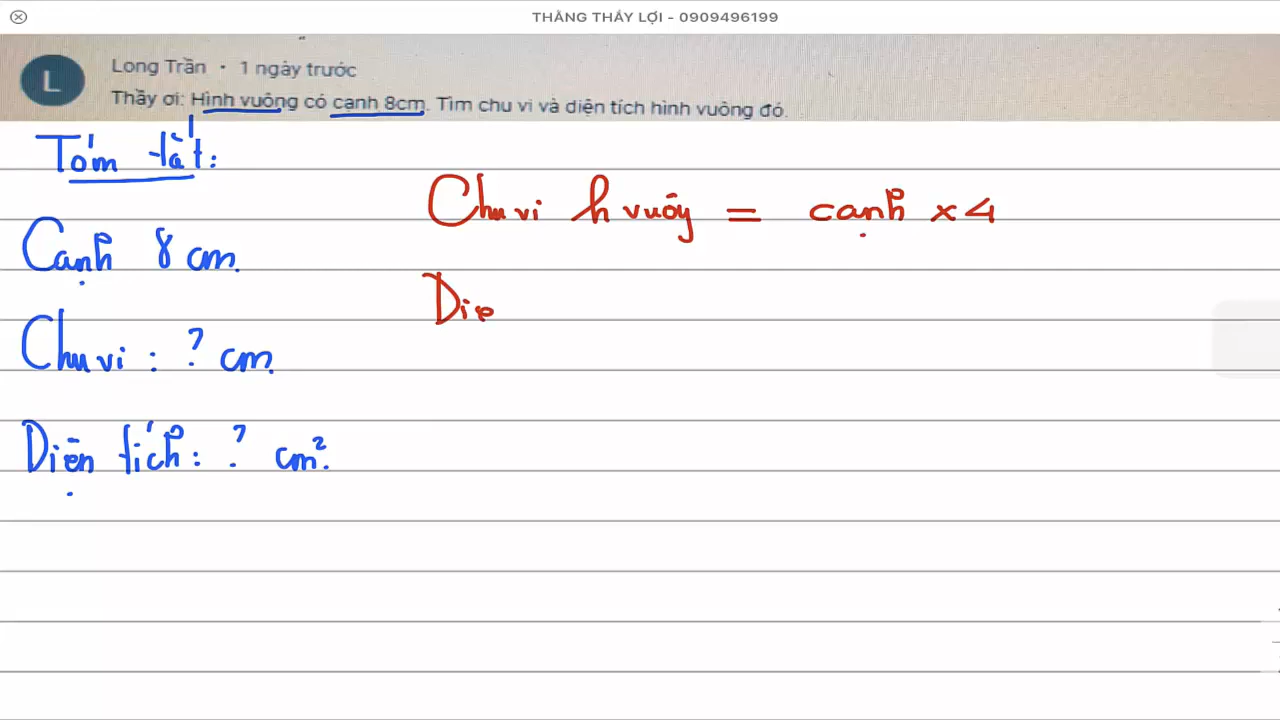 THẦNG THẦY LỢI - 0909496199
L
Long Trần • 1 ngày trước
Thầy ơi: Hình vuông có cạnh 8cm. Tìm chu vi và diện tích hình vuông đó.
Tóm tắt:
Cạnh 8 cm.
Chu vi : ? cm.
Diện tích : ? cm².
Chu vi h vuông = cạnh x 4
Diê